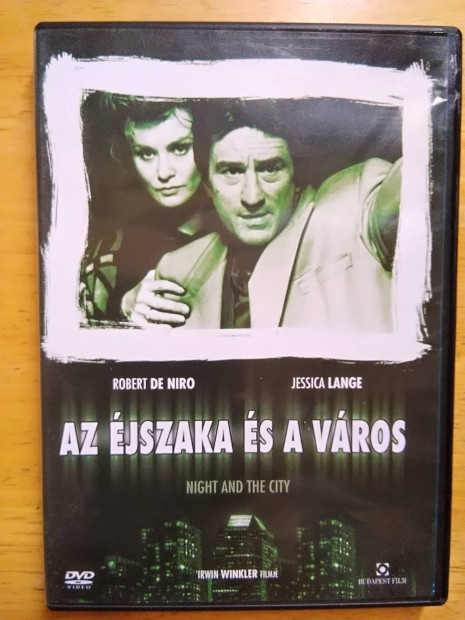 ROBERT DE NIRO JESSICA LANGE
AZ ÉJSZAKA ÉS A VÁROS
NIGHT AND THE CITY
IRWIN WINKLER FILMJE
DVD
VIDEO
BUDAPEST FILM